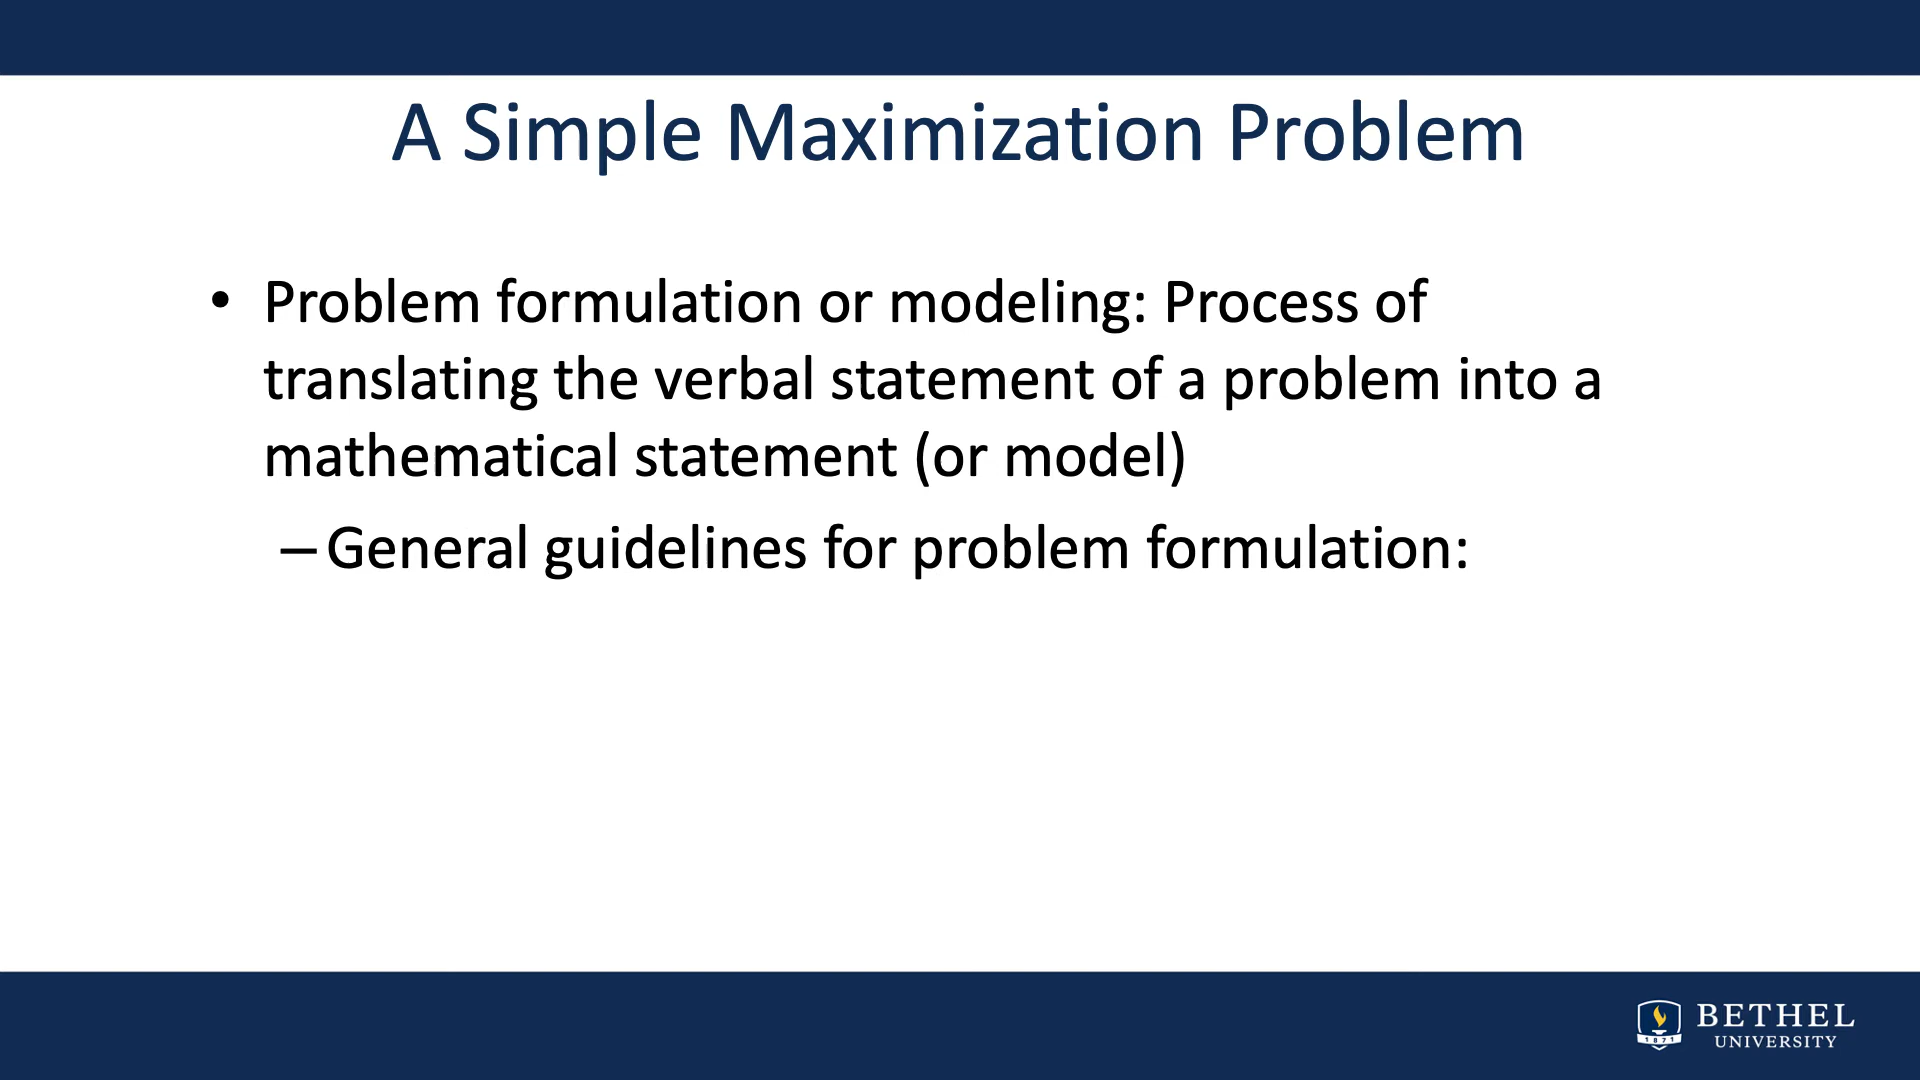 A Simple Maximization Problem
• Problem formulation or modeling: Process of
translating the verbal statement of a problem into a
mathematical statement (or model)
– General guidelines for problem formulation:
BETHEL
UNIVERSITY
1871